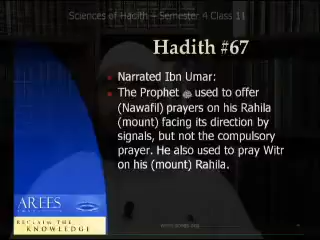 Sciences of Hadith – Semester 4 Class 11
Hadith #67
Narrated Ibn Umar:
The Prophet ﷺ used to offer
(Nawafil) prayers on his Rahila
(mount) facing its direction by
signals, but not the compulsory
prayer. He also used to pray Witr
on his (mount) Rahila.
RECLAIM THE
KNOWLEDGE